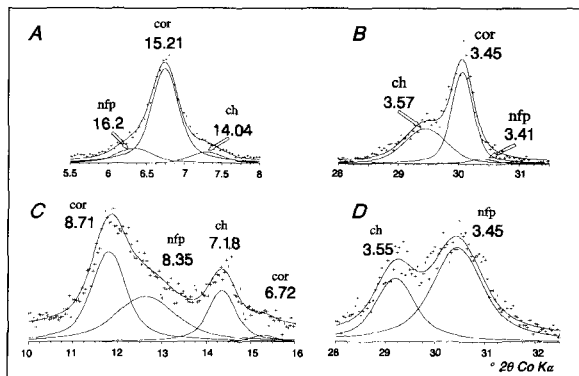 A
cor
15.21
nfp
16.2
ch
14.04
5.5 6 6.5 7 7.5 8
B
cor
3.45
ch
3.57
nfp
3.41
28 29 30 31
C
cor
8.71
nfp
8.35
ch
7.18
cor
6.72
10 11 12 13 14 15 16
D
nfp
3.45
ch
3.55
28 29 30 31 32
° 2θ Co Kα